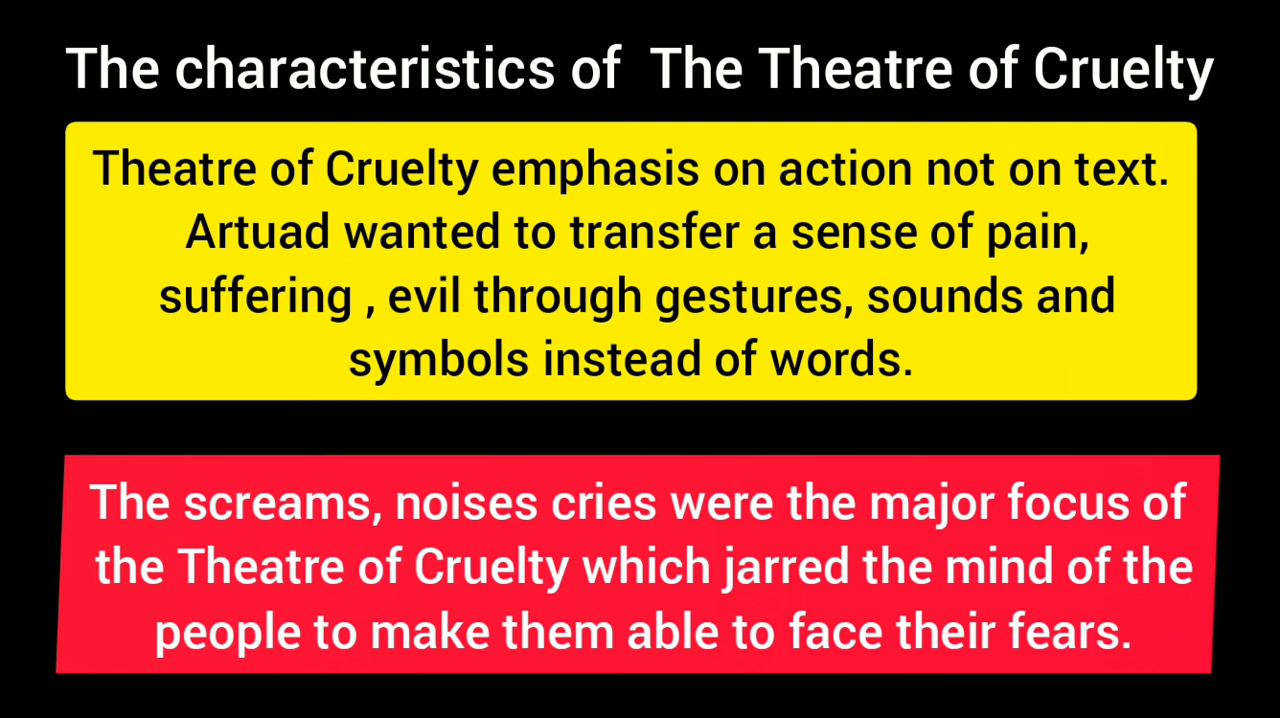 The characteristics of  The Theatre of Cruelty
Theatre of Cruelty emphasis on action not on text.
Artuad wanted to transfer a sense of pain,
suffering , evil through gestures, sounds and
symbols instead of words.
The screams, noises cries were the major focus of
the Theatre of Cruelty which jarred the mind of the
people to make them able to face their fears.